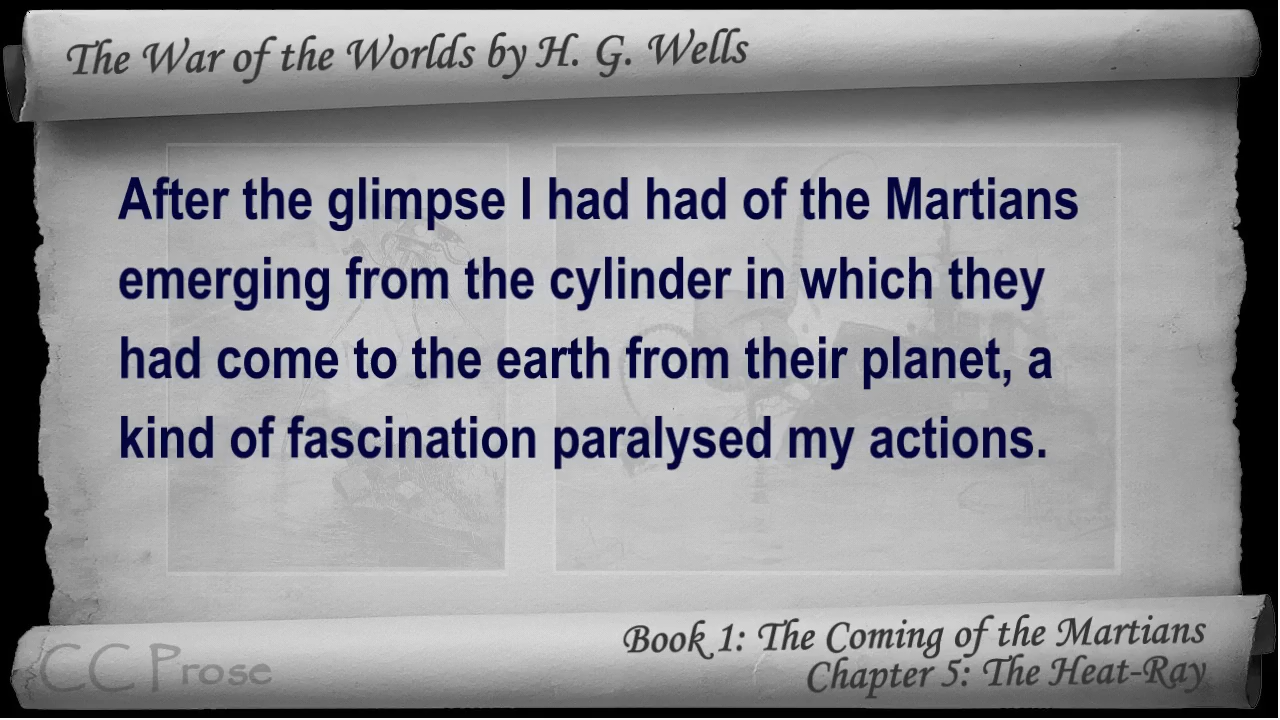 The War of the Worlds by H. G. Wells
After the glimpse I had had of the Martians
emerging from the cylinder in which they
had come to the earth from their planet, a
kind of fascination paralysed my actions.
Book 1: The Coming of the Martians
Chapter 5: The Heat-Ray
CC Prose